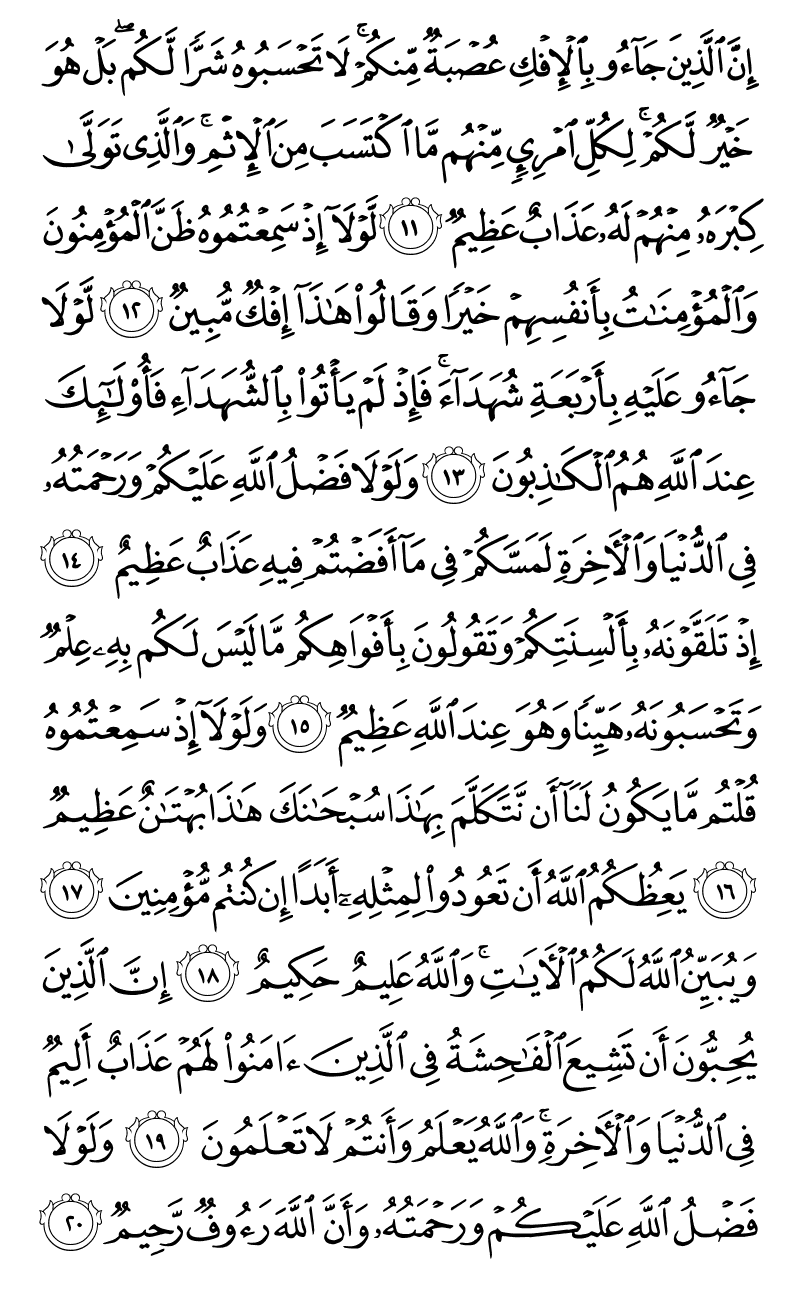 إِنَّ ٱلَّذِينَ جَآءُو بِٱلْإِفْكِ عُصْبَةٌ مِّنكُمْ ۚ لَا تَحْسَبُوهُ شَرًّا لَّكُم ۖ بَلْ هُوَ
خَيْرٌ لَّكُمْ ۚ لِكُلِّ ٱمْرِئٍ مِّنْهُم مَّا ٱكْتَسَبَ مِنَ ٱلْإِثْمِ ۚ وَٱلَّذِى تَوَلَّىٰ
كِبْرَهُۥ مِنْهُمْ لَهُۥ عَذَابٌ عَظِيمٌ ١١ لَّوْلَآ إِذْ سَمِعْتُمُوهُ ظَنَّ ٱلْمُؤْمِنُونَ
وَٱلْمُؤْمِنَـٰتُ بِأَنفُسِهِمْ خَيْرًا وَقَالُوا۟ هَـٰذَآ إِفْكٌ مُّبِينٌ ١٢ لَّوْلَا
جَآءُو عَلَيْهِ بِأَرْبَعَةِ شُهَدَآءَ ۚ فَإِذْ لَمْ يَأْتُوا۟ بِٱلشُّهَدَآءِ فَأُو۟لَـٰٓئِكَ
عِندَ ٱللَّهِ هُمُ ٱلْكَـٰذِبُونَ ١٣ وَلَوْلَا فَضْلُ ٱللَّهِ عَلَيْكُمْ وَرَحْمَتُهُۥ
فِى ٱلدُّنْيَا وَٱلْـَٔاخِرَةِ لَمَسَّكُمْ فِى مَآ أَفَضْتُمْ فِيهِ عَذَابٌ عَظِيمٌ ١٤
إِذْ تَلَقَّوْنَهُۥ بِأَلْسِنَتِكُمْ وَتَقُولُونَ بِأَفْوَاهِكُم مَّا لَيْسَ لَكُم بِهِۦ عِلْمٌ
وَتَحْسَبُونَهُۥ هَيِّنًا وَهُوَ عِندَ ٱللَّهِ عَظِيمٌ ١٥ وَلَوْلَآ إِذْ سَمِعْتُمُوهُ
قُلْتُم مَّا يَكُونُ لَنَآ أَن نَّتَكَلَّمَ بِهَـٰذَا سُبْحَـٰنَكَ هَـٰذَا بُهْتَـٰنٌ عَظِيمٌ
١٦ يَعِظُكُمُ ٱللَّهُ أَن تَعُودُوا۟ لِمِثْلِهِۦٓ أَبَدًا إِن كُنتُم مُّؤْمِنِينَ ١٧
وَيُبَيِّنُ ٱللَّهُ لَكُمُ ٱلْـَٔايَـٰتِ ۚ وَٱللَّهُ عَلِيمٌ حَكِيمٌ ١٨ إِنَّ ٱلَّذِينَ
يُحِبُّونَ أَن تَشِيعَ ٱلْفَـٰحِشَةُ فِى ٱلَّذِينَ ءَامَنُوا۟ لَهُمْ عَذَابٌ أَلِيمٌ
فِى ٱلدُّنْيَا وَٱلْـَٔاخِرَةِ ۚ وَٱللَّهُ يَعْلَمُ وَأَنتُمْ لَا تَعْلَمُونَ ١٩ وَلَوْلَا
فَضْلُ ٱللَّهِ عَلَيْكُمْ وَرَحْمَتُهُۥ وَأَنَّ ٱللَّهَ رَءُوفٌ رَّحِيمٌ ٢٠